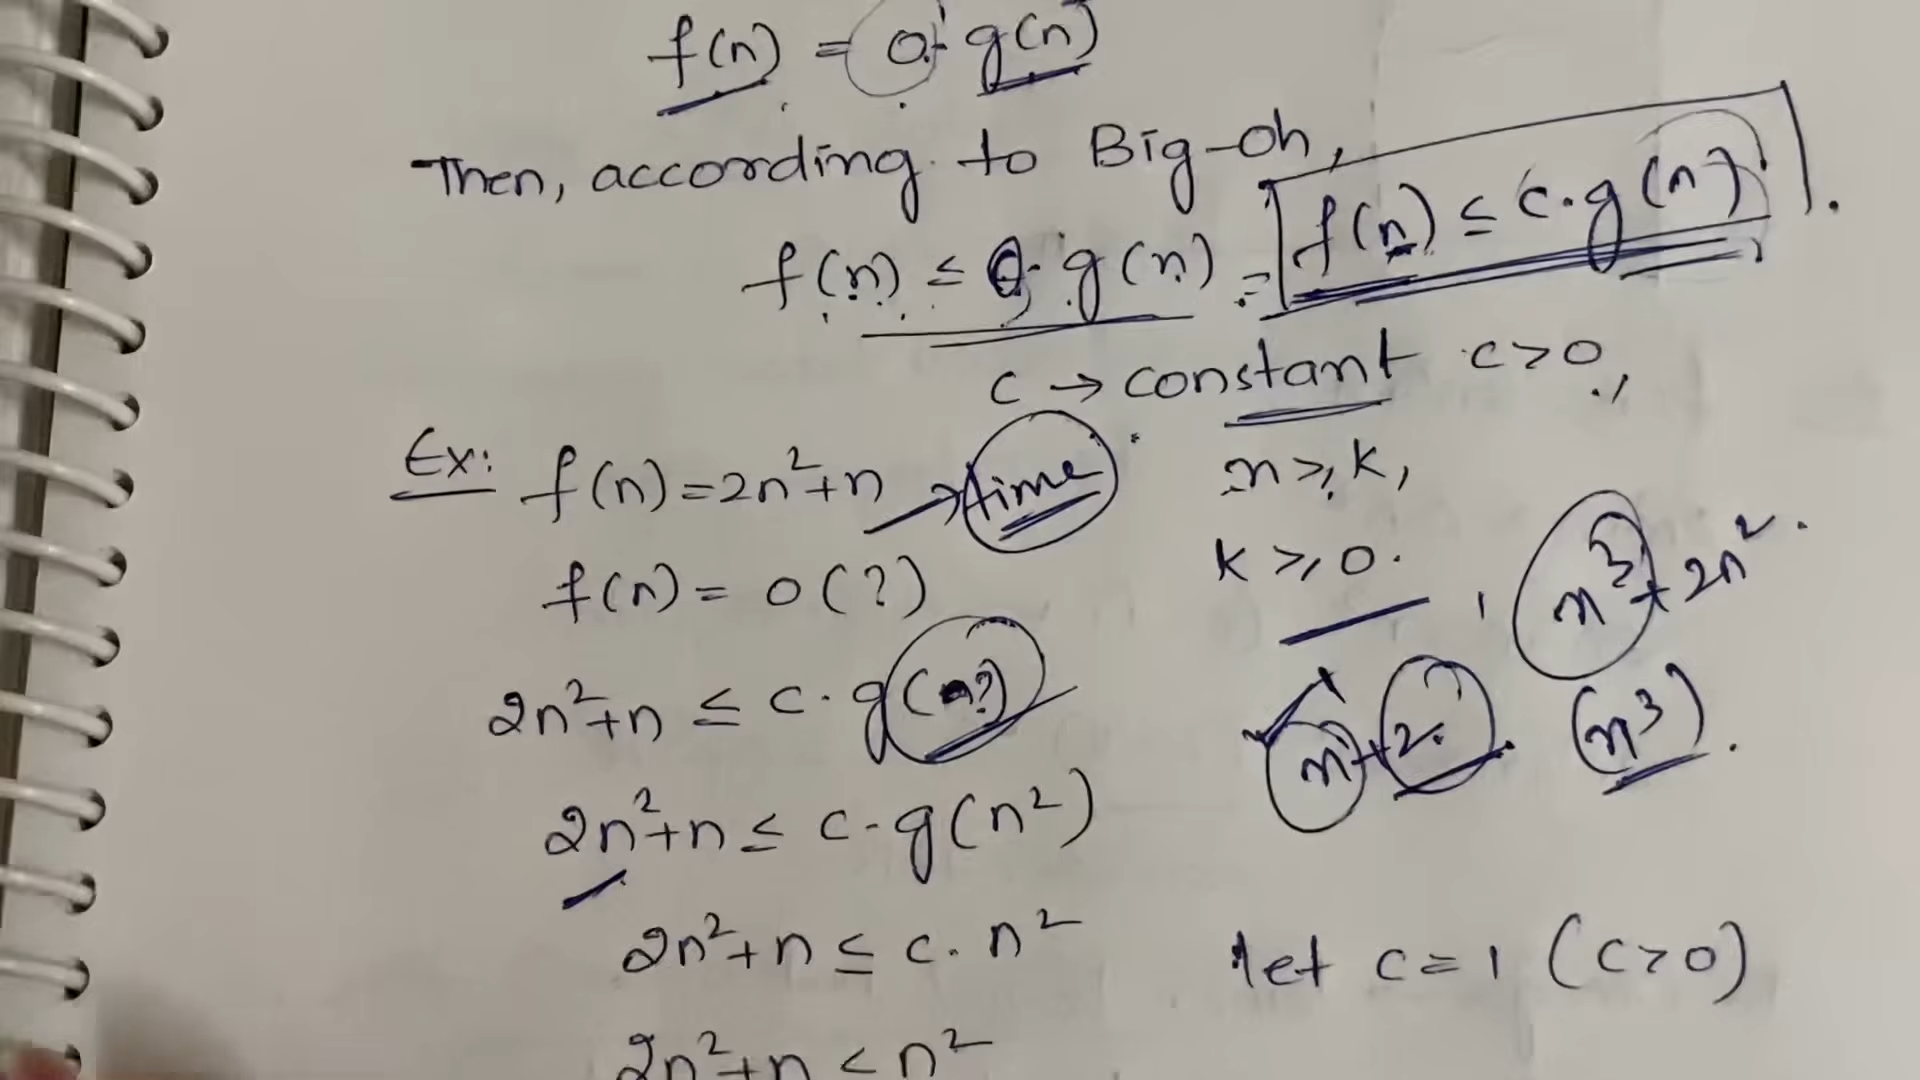 f(n) = O. g(n)
Then, according to Big-Oh,
f(n) ≤ O. g(n) = f(n) ≤ c.g(n).
c → constant c>0,
Ex: f(n)=2n²+n → time
n ≥ k,
f(n) = O(?)
k ≥ 0.
n³+2n².
2n²+n ≤ c.g(n?)
n²+2. (n³).
2n²+n ≤ c.g(n²)
2n²+n ≤ c. n²
let c=1 (c>0)
2n²+n < n²